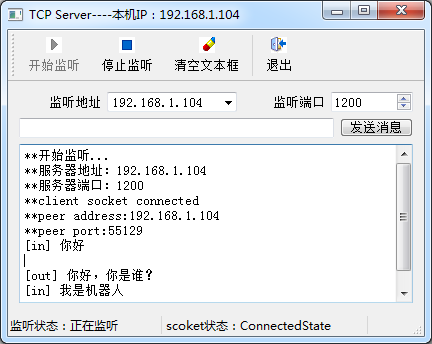 TCP Server----本机IP：192.168.1.104
开始监听 停止监听 清空文本框 退出
监听地址 192.168.1.104 监听端口 1200
发送消息
**开始监听...
**服务器地址：192.168.1.104
**服务器端口：1200
**client socket connected
**peer address:192.168.1.104
**peer port:55129
[in] 你好
[out] 你好，你是谁？
[in] 我是机器人
监听状态：正在监听 scoket状态：ConnectedState